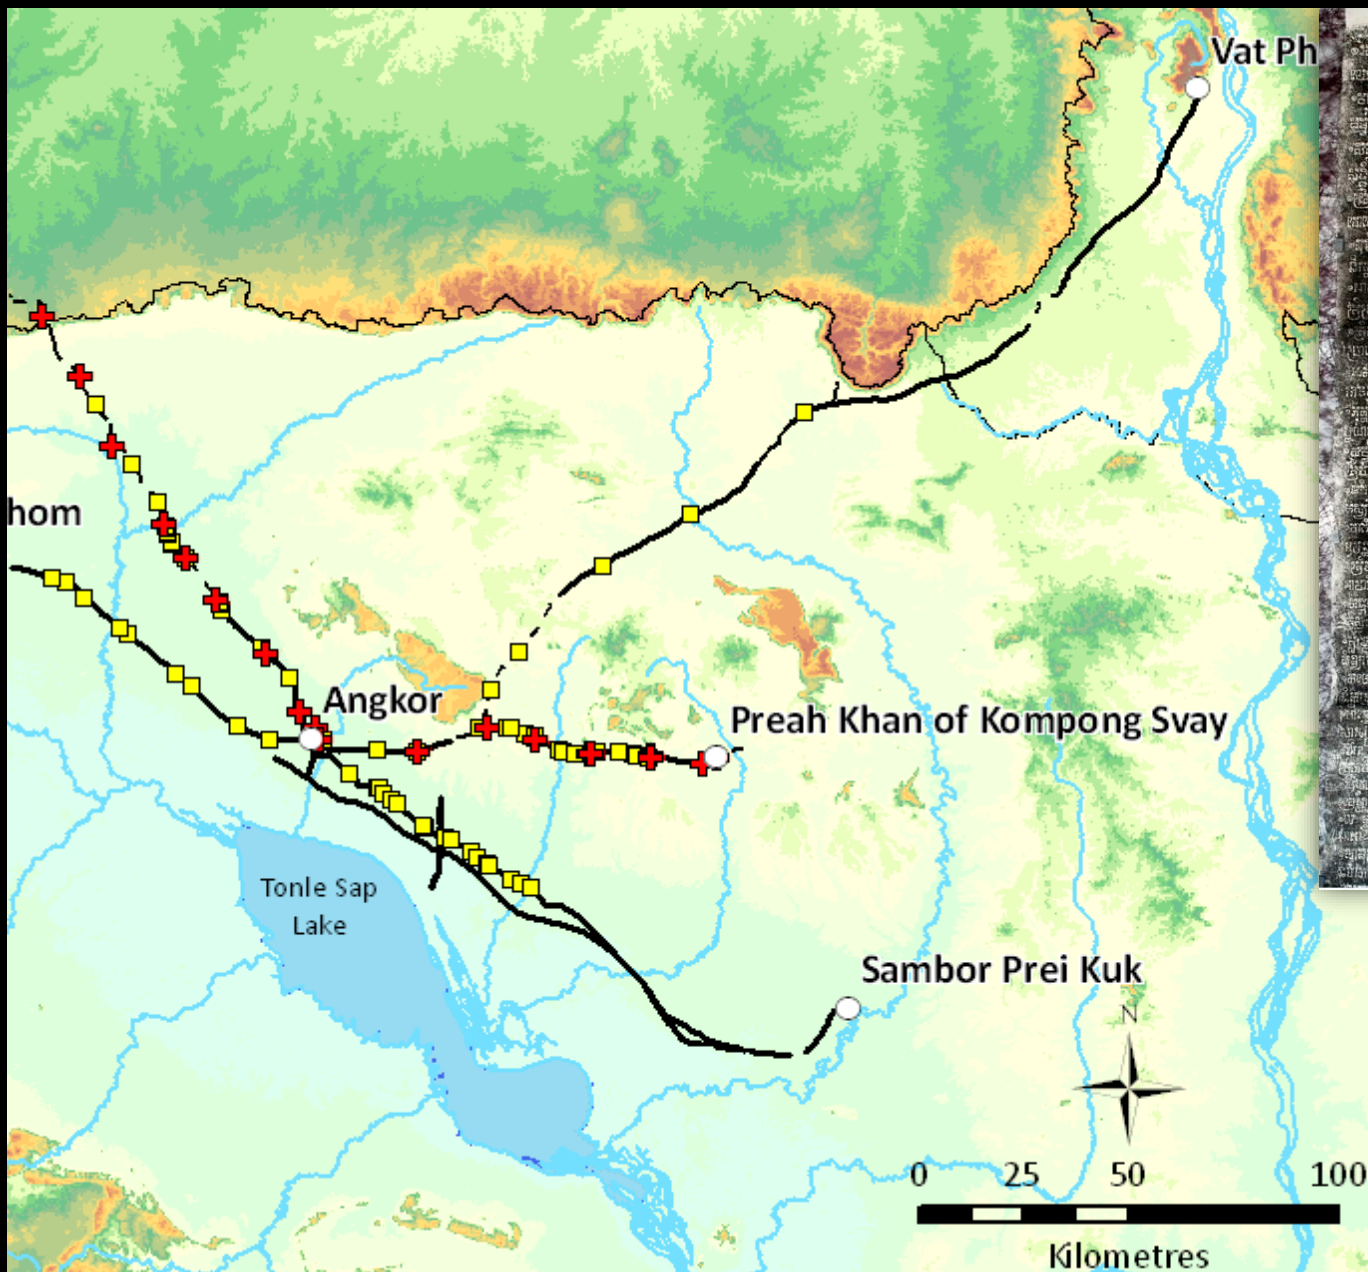 Vat Ph
hom
Angkor
Preah Khan of Kompong Svay
Tonle Sap
Lake
Sambor Prei Kuk
N
0 25 50 100
Kilometres